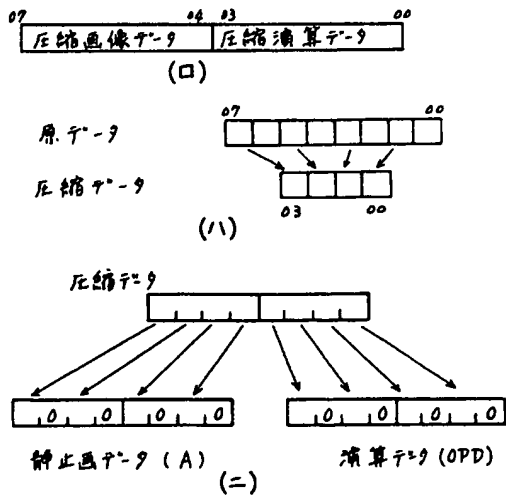 07 04 03 00
圧縮画像データ 圧縮演算データ
(ロ)
07 00
原データ
圧縮データ
03 00
(ハ)
圧縮データ
0 0 0 0 0 0 0 0
静止画データ(A) 演算データ(OPD)
(ニ)